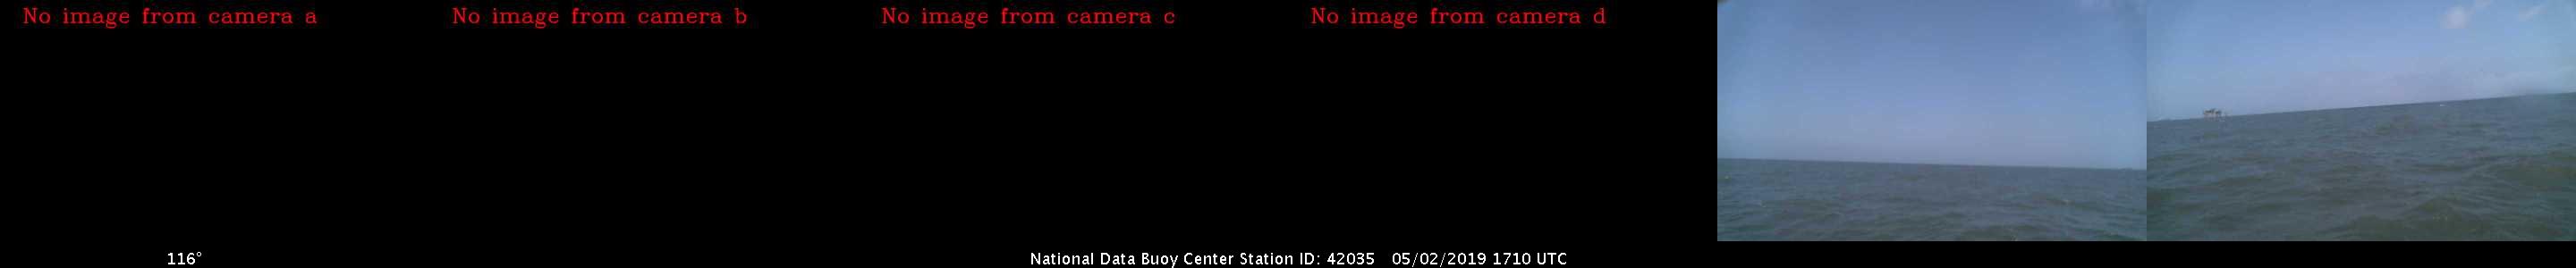 No image from camera a
No image from camera b
No image from camera c
No image from camera d
116°
National Data Buoy Center Station ID: 42035 05/02/2019 1710 UTC